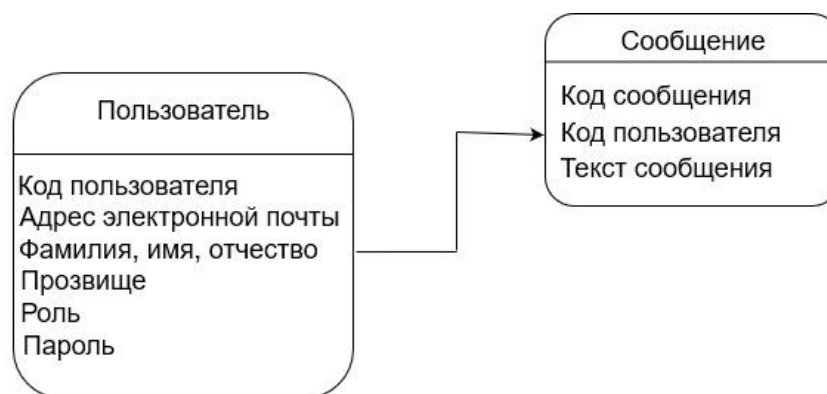 Пользователь
Код пользователя
Адрес электронной почты
Фамилия, имя, отчество
Прозвище
Роль
Пароль
Сообщение
Код сообщения
Код пользователя
Текст сообщения